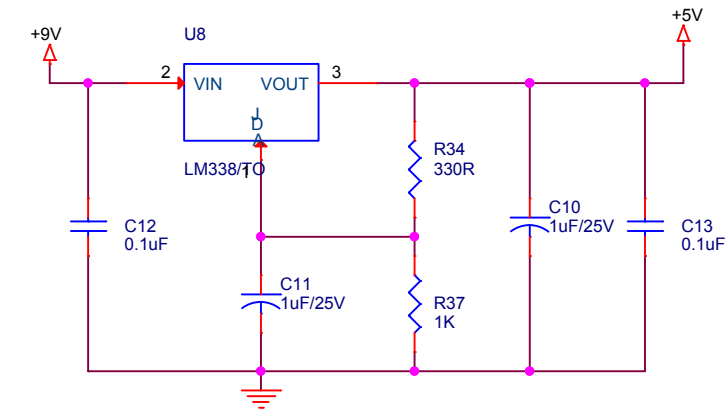 +9V
U8
+5V
2
VIN
VOUT
3
ADJ
LM338/TO
1
R34
330R
C12
0.1uF
C10
1uF/25V
C13
0.1uF
C11
1uF/25V
R37
1K